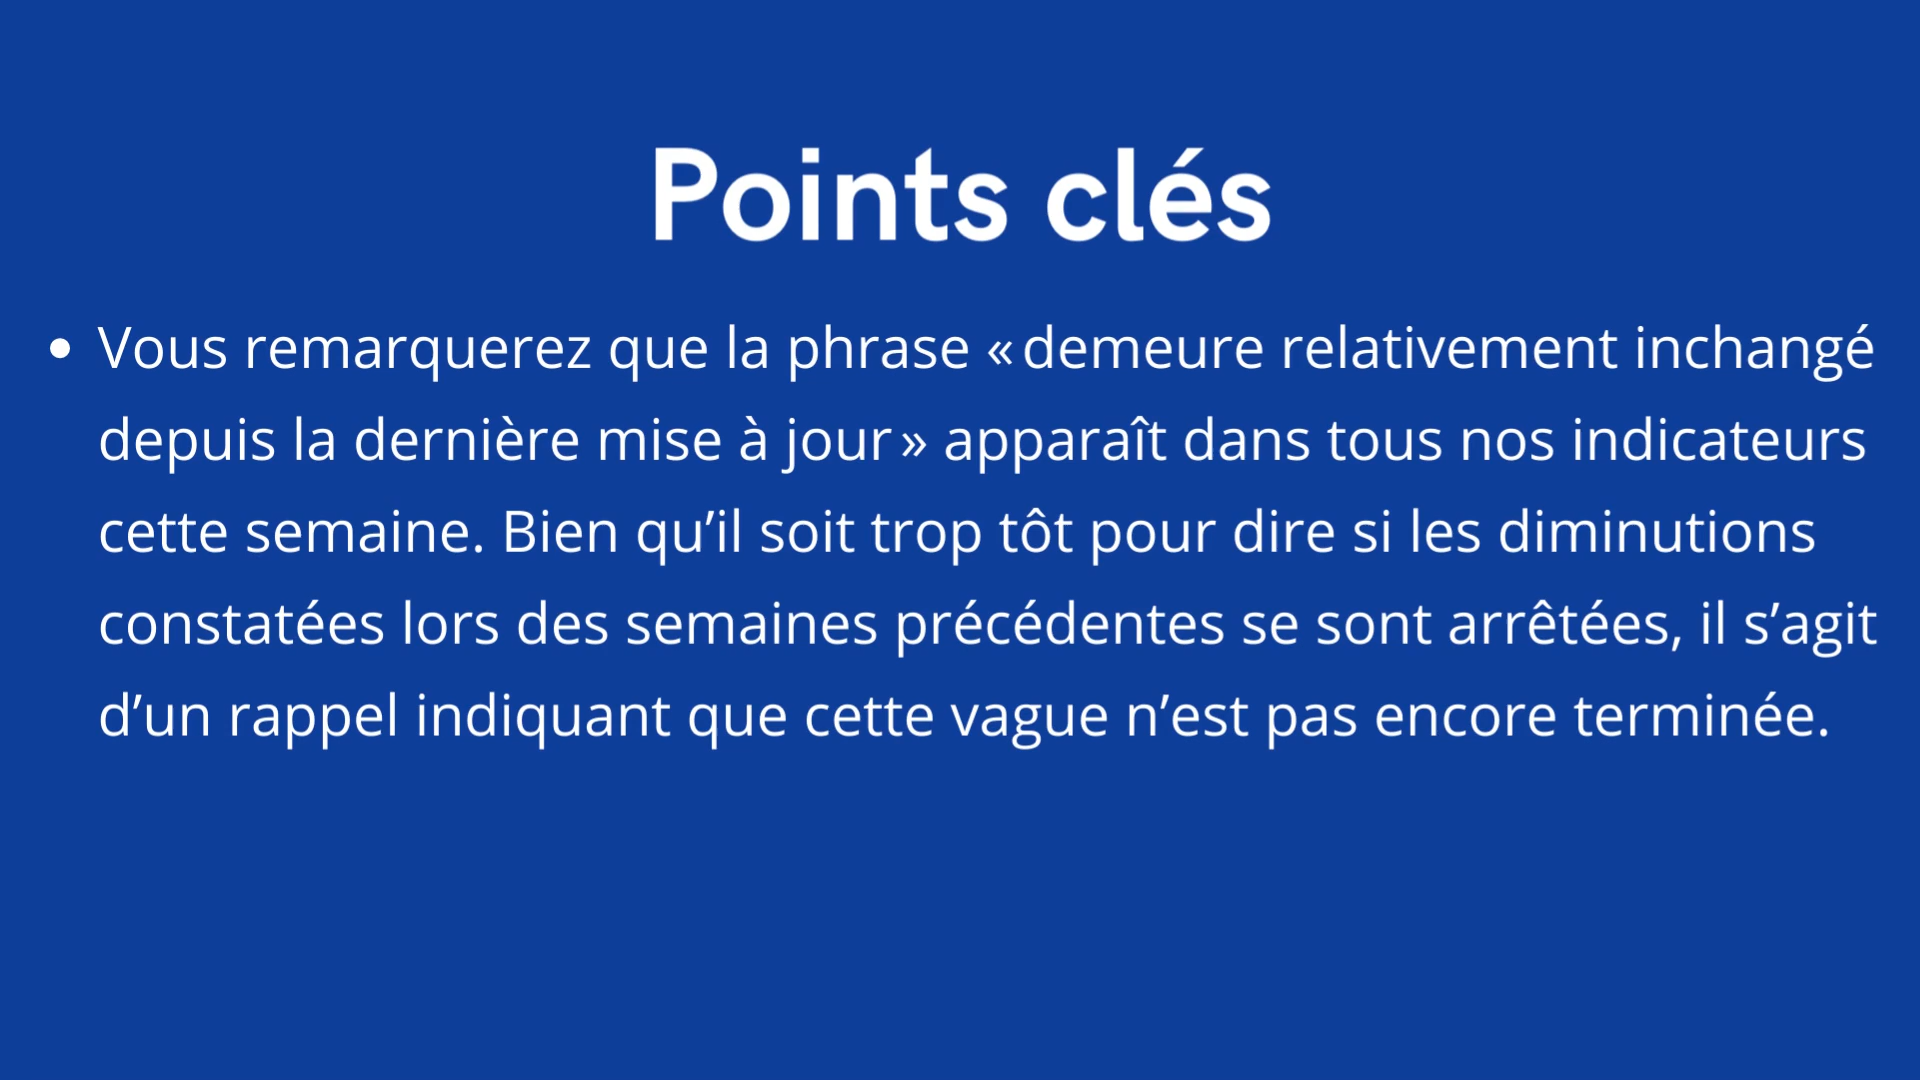 Points clés
• Vous remarquerez que la phrase « demeure relativement inchangé
depuis la dernière mise à jour » apparaît dans tous nos indicateurs
cette semaine. Bien qu’il soit trop tôt pour dire si les diminutions
constatées lors des semaines précédentes se sont arrêtées, il s’agit
d’un rappel indiquant que cette vague n’est pas encore terminée.